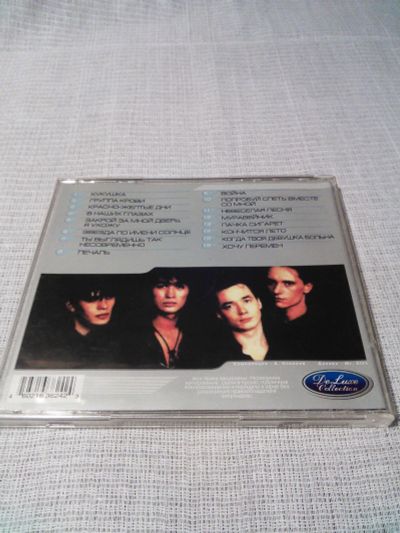 КУКУШКА
ГРУППА КРОВИ
КРАСНО-ЖЕЛТЫЕ ДНИ
В НАШИХ ГЛАЗАХ
ЗАКРОЙ ЗА МНОЙ ДВЕРЬ,
Я УХОЖУ
ЗВЕЗДА ПО ИМЕНИ СОЛНЦЕ
ТЫ ВЫГЛЯДИШЬ ТАК
НЕСОВРЕМЕННО
ПЕЧАЛЬ
ВОЙНА
ПОПРОБУЙ СПЕТЬ ВМЕСТЕ
СО МНОЙ
НЕВЕСЕЛАЯ ПЕСНЯ
МУРАВЕЙНИК
ПАЧКА СИГАРЕТ
КОНЧИТСЯ ЛЕТО
КОГДА ТВОЯ ДЕВУШКА БОЛЬНА
ХОЧУ ПЕРЕМЕН
De Luxe
Collection